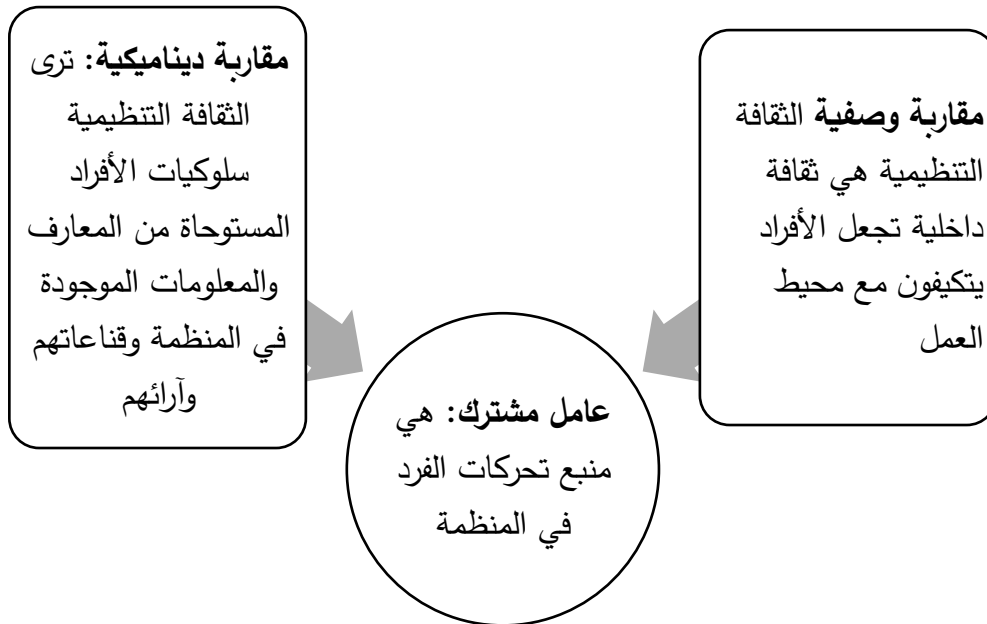 مقاربة وصفية الثقافة
التنظيمية هي ثقافة
داخلية تجعل الأفراد
يتكيفون مع محيط
العمل
مقاربة ديناميكية: ترى
الثقافة التنظيمية
سلوكيات الأفراد
المستوحاة من المعارف
والمعلومات الموجودة
في المنظمة وقناعاتهم
وآرائهم
عامل مشترك: هي
منبع تحركات الفرد
في المنظمة